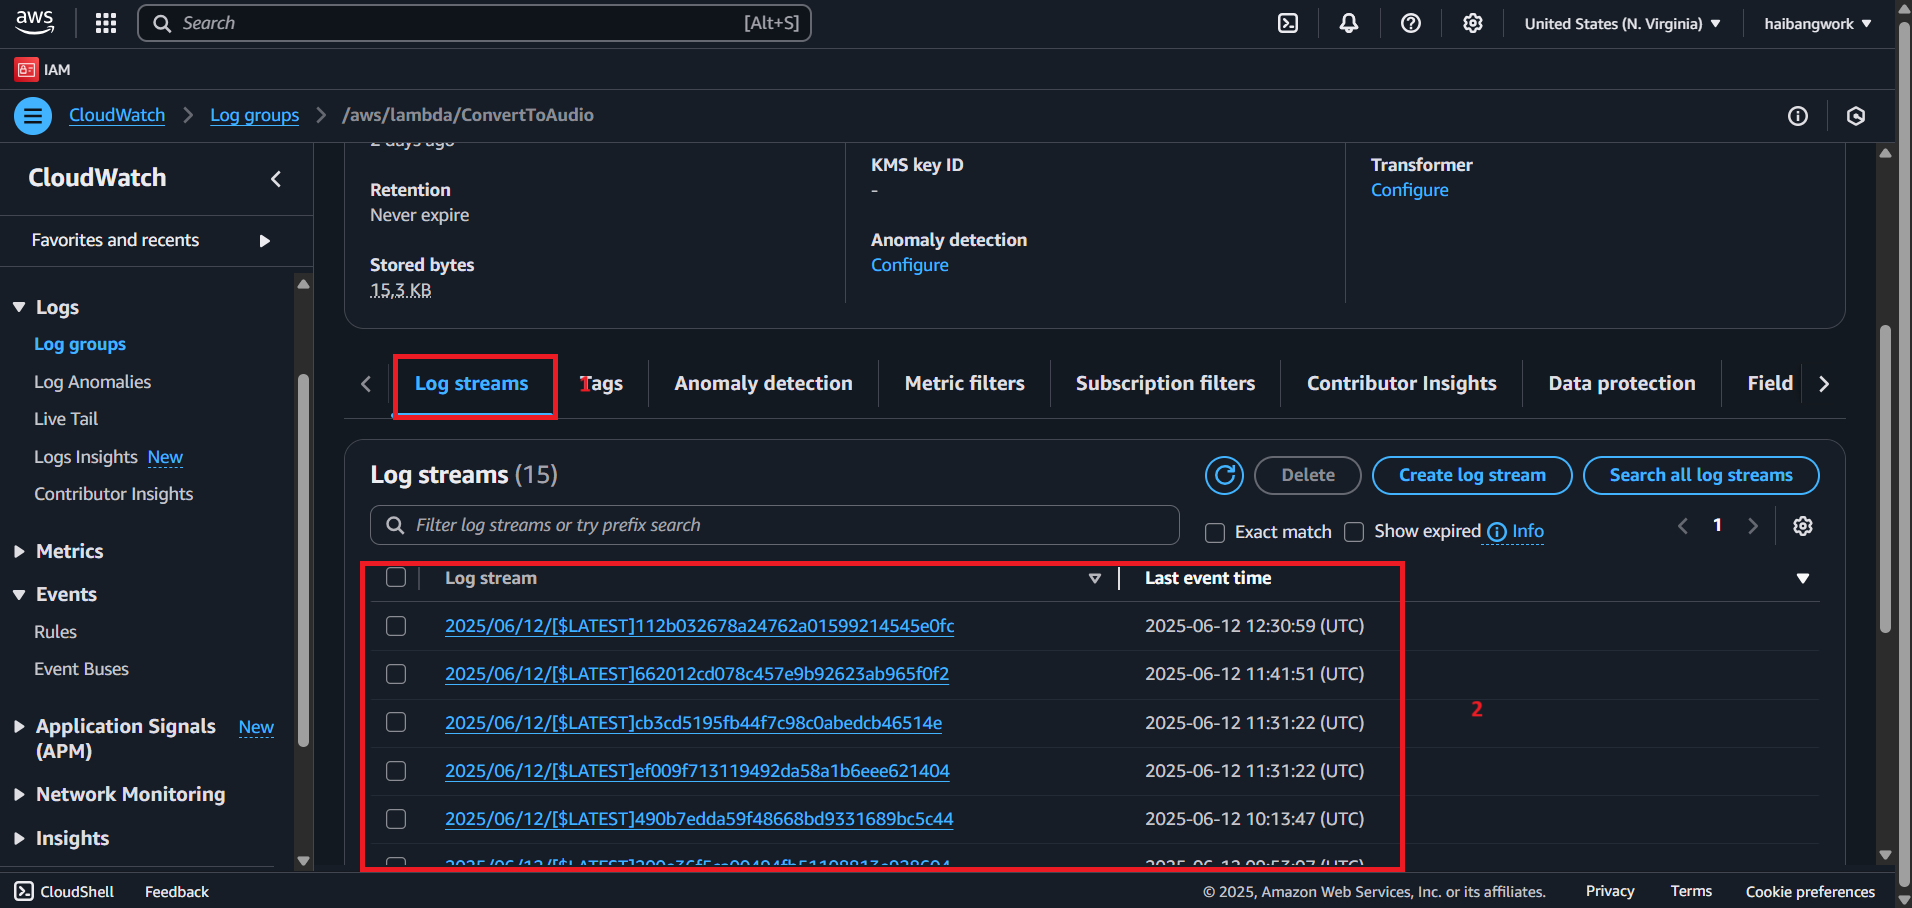 aws
Search [Alt+S]
United States (N. Virginia)
haibangwork
IAM
CloudWatch
Log groups
/aws/lambda/ConvertToAudio
CloudWatch
Favorites and recents
Logs
Log groups
Log Anomalies
Live Tail
Logs Insights New
Contributor Insights
Metrics
Events
Rules
Event Buses
Application Signals New
(APM)
Network Monitoring
Insights
2 days ago
Retention
Never expire
Stored bytes
15,3 KB
KMS key ID
-
Anomaly detection
Configure
Transformer
Configure
Log streams
1
Tags
Anomaly detection
Metric filters
Subscription filters
Contributor Insights
Data protection
Field
Log streams (15)
Delete
Create log stream
Search all log streams
Filter log streams or try prefix search
Exact match
Show expired
Info
1
Log stream
Last event time
2025/06/12/[$LATEST]112b032678a24762a01599214545e0fc 2025-06-12 12:30:59 (UTC)
2025/06/12/[$LATEST]662012cd078c457e9b92623ab965f0f2 2025-06-12 11:41:51 (UTC)
2025/06/12/[$LATEST]cb3cd5195fb44f7c98c0abedcb46514e 2025-06-12 11:31:22 (UTC)
2
2025/06/12/[$LATEST]ef009f713119492da58a1b6eee621404 2025-06-12 11:31:22 (UTC)
2025/06/12/[$LATEST]490b7edda59f48668bd9331689bc5c44 2025-06-12 10:13:47 (UTC)
CloudShell
Feedback
© 2025, Amazon Web Services, Inc. or its affiliates.
Privacy
Terms
Cookie preferences